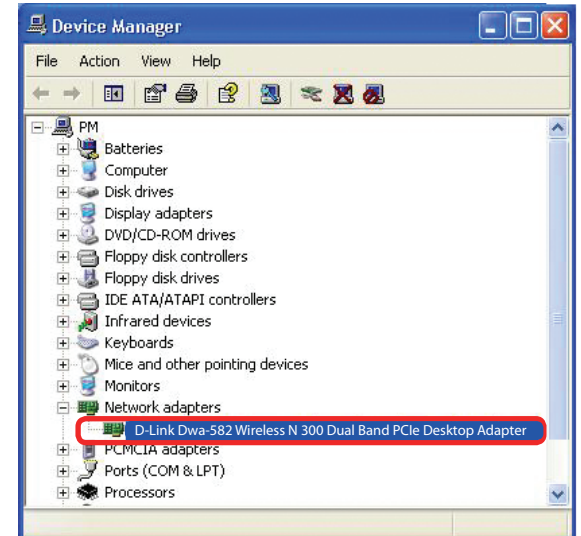 Device Manager
File Action View Help
PM
Batteries
Computer
Disk drives
Display adapters
DVD/CD-ROM drives
Floppy disk controllers
Floppy disk drives
IDE ATA/ATAPI controllers
Infrared devices
Keyboards
Mice and other pointing devices
Monitors
Network adapters
D-Link Dwa-582 Wireless N 300 Dual Band PCIe Desktop Adapter
PCMCIA adapters
Ports (COM & LPT)
Processors